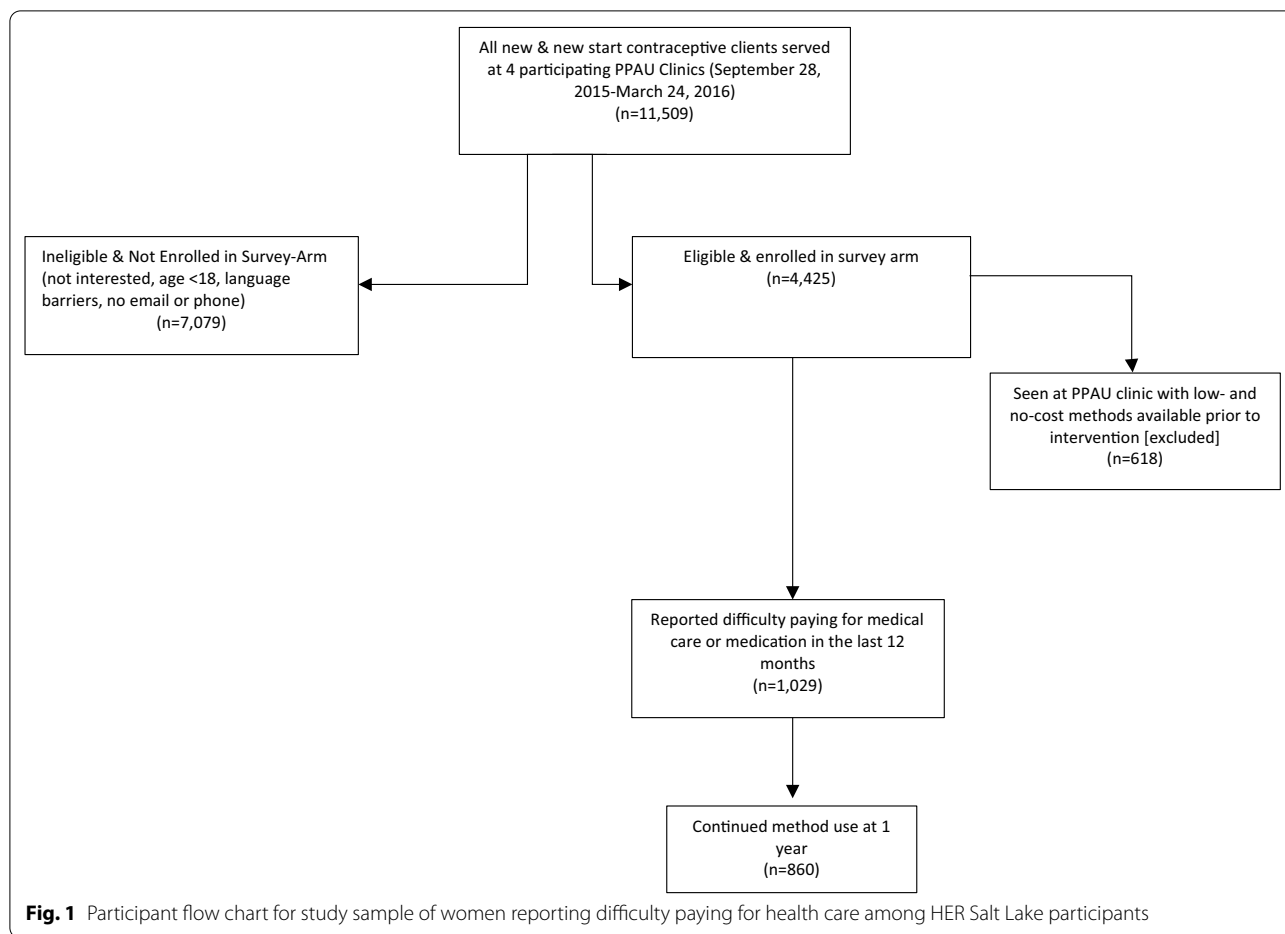 All new & new start contraceptive clients served
at 4 participating PPAU Clinics (September 28,
2015-March 24, 2016)
(n=11,509)
Ineligible & Not Enrolled in Survey-Arm
(not interested, age <18, language
barriers, no email or phone)
(n=7,079)
Eligible & enrolled in survey arm
(n=4,425)
Seen at PPAU clinic with low- and
no-cost methods available prior to
intervention [excluded]
(n=618)
Reported difficulty paying for medical
care or medication in the last 12
months
(n=1,029)
Continued method use at 1
year
(n=860)
Fig. 1 Participant flow chart for study sample of women reporting difficulty paying for health care among HER Salt Lake participants